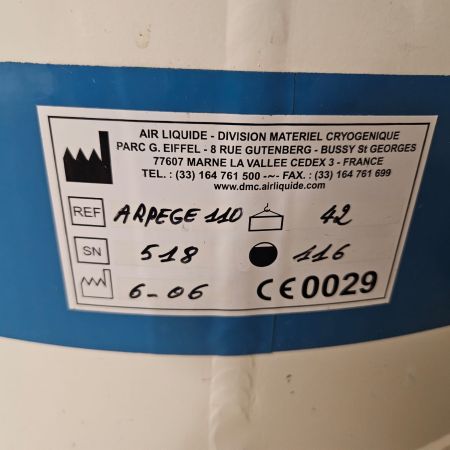 AIR LIQUIDE - DIVISION MATERIEL CRYOGENIQUE
PARC G. EIFFEL - 8 RUE GUTENBERG - BUSSY St GEORGES
77607 MARNE LA VALLEE CEDEX 3 - FRANCE
TEL. : (33) 164 761 500 -~- FAX. : (33) 164 761 699
www.dmc.airliquide.com
REF ARPEGE 110 42
SN 518 116
6-06 CE0029